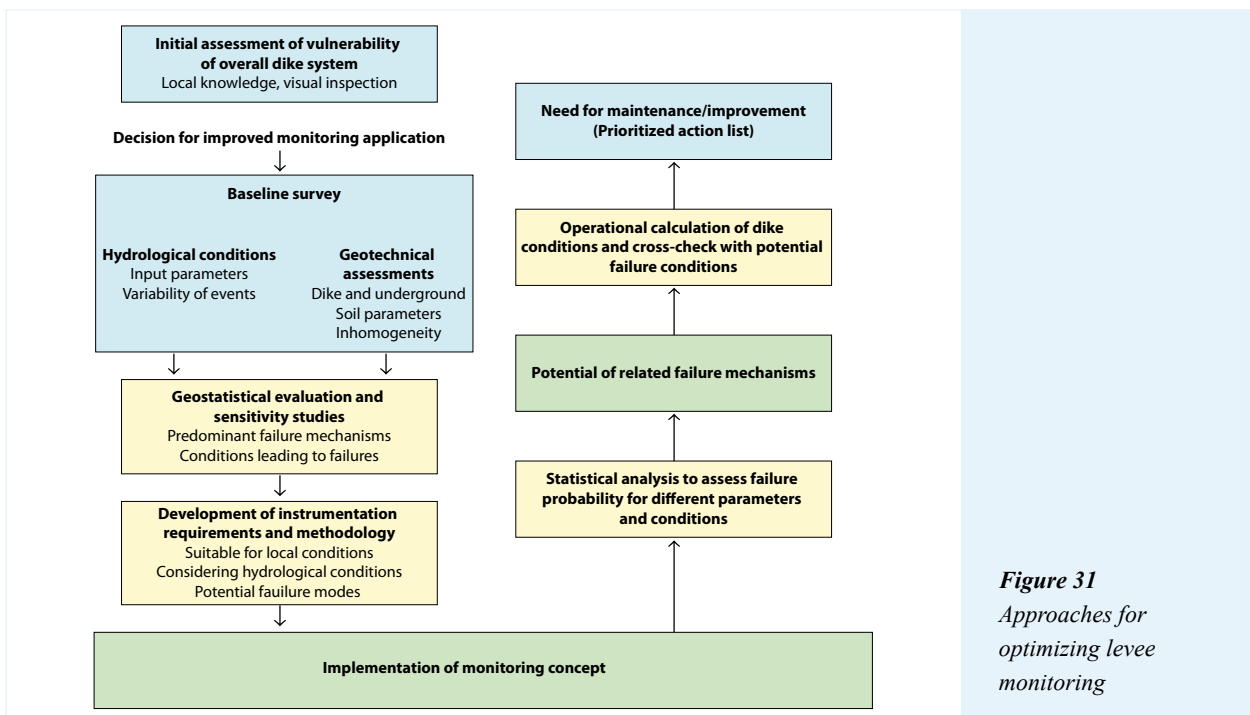 Initial assessment of vulnerability
of overall dike system
Local knowledge, visual inspection
Decision for improved monitoring application
Baseline survey
Hydrological conditions
Input parameters
Variability of events
Geotechnical
assessments
Dike and underground
Soil parameters
Inhomogeneity
Geostatistical evaluation and
sensitivity studies
Predominant failure mechanisms
Conditions leading to failures
Development of instrumentation
requirements and methodology
Suitable for local conditions
Considering hydrological conditions
Potential fauilure modes
Implementation of monitoring concept
Statistical analysis to assess failure
probability for different parameters
and conditions
Potential of related failure mechanisms
Operational calculation of dike
conditions and cross-check with potential
failure conditions
Need for maintenance/improvement
(Prioritized action list)
Figure 31
Approaches for
optimizing levee
monitoring